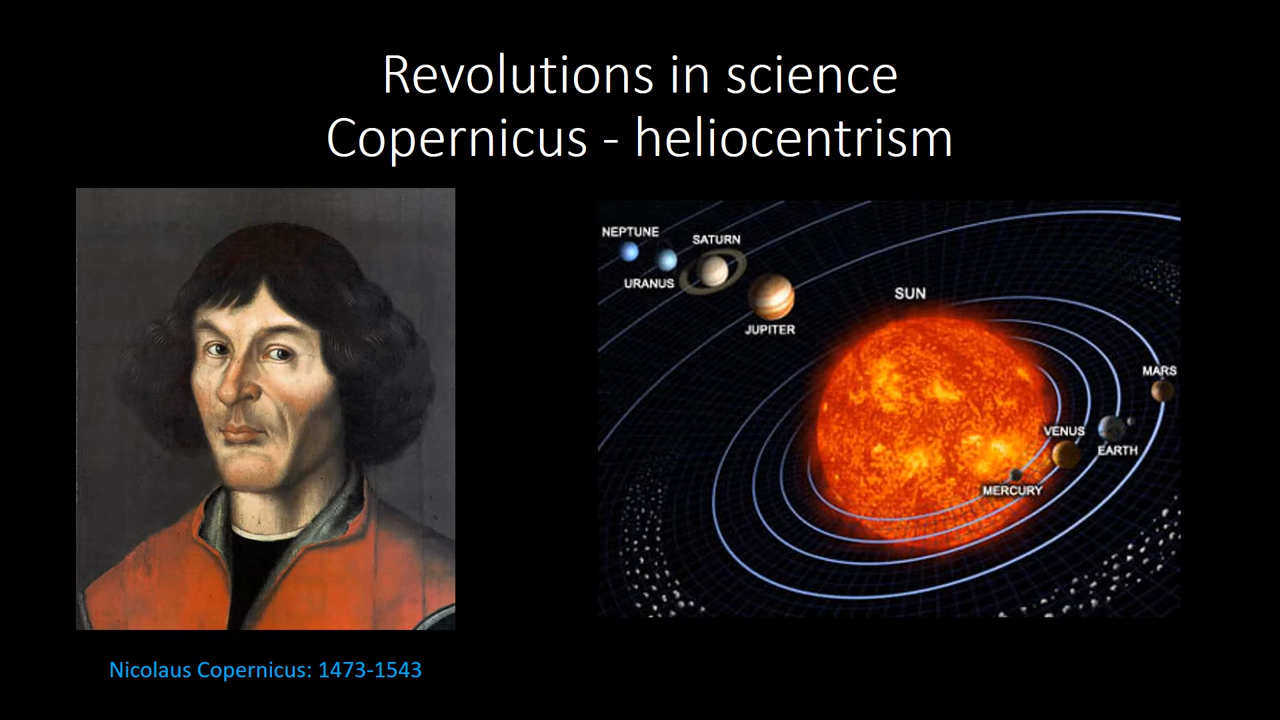 Revolutions in science
Copernicus - heliocentrism
NEPTUNE
SATURN
URANUS
JUPITER
SUN
MARS
VENUS
EARTH
MERCURY
Nicolaus Copernicus: 1473-1543